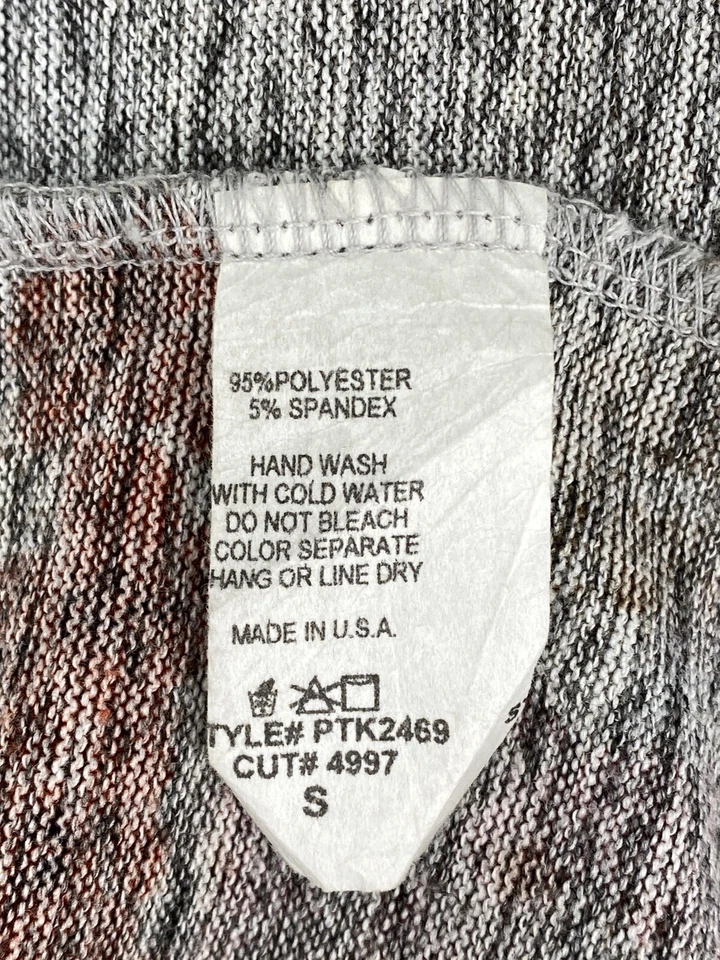 95%POLYESTER
5% SPANDEX
HAND WASH
WITH COLD WATER
DO NOT BLEACH
COLOR SEPARATE
HANG OR LINE DRY
MADE IN U.S.A.
TYLE# PTK2469
CUT# 4997
S
S